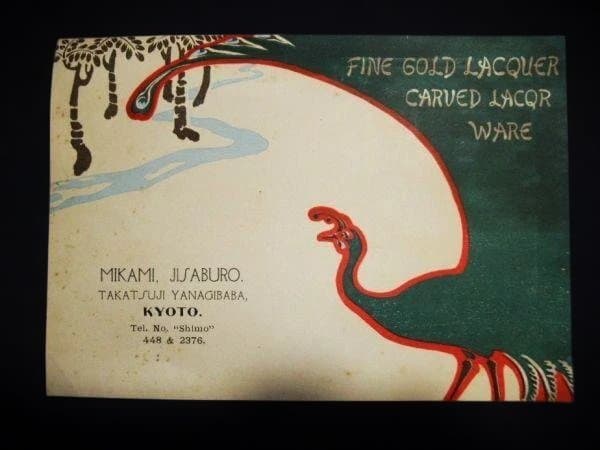 FINE GOLD LACQUER
CARVED LACQR
WARE
MIKAMI, JISABURO.
TAKATSUJI YANAGIBABA,
KYOTO.
Tel. No. "Shimo"
448 & 2376.